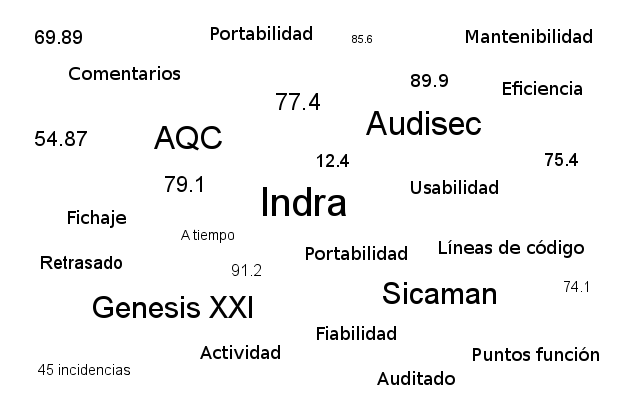 69.89
Portabilidad
85.6
Mantenibilidad
Comentarios
89.9
Eficiencia
77.4
Audisec
54.87
AQC
12.4
75.4
79.1
Usabilidad
Indra
Fichaje
A tiempo
Portabilidad
Líneas de código
Retrasado
91.2
Sicaman
74.1
Genesis XXI
Fiabilidad
Actividad
Puntos función
45 incidencias
Auditado